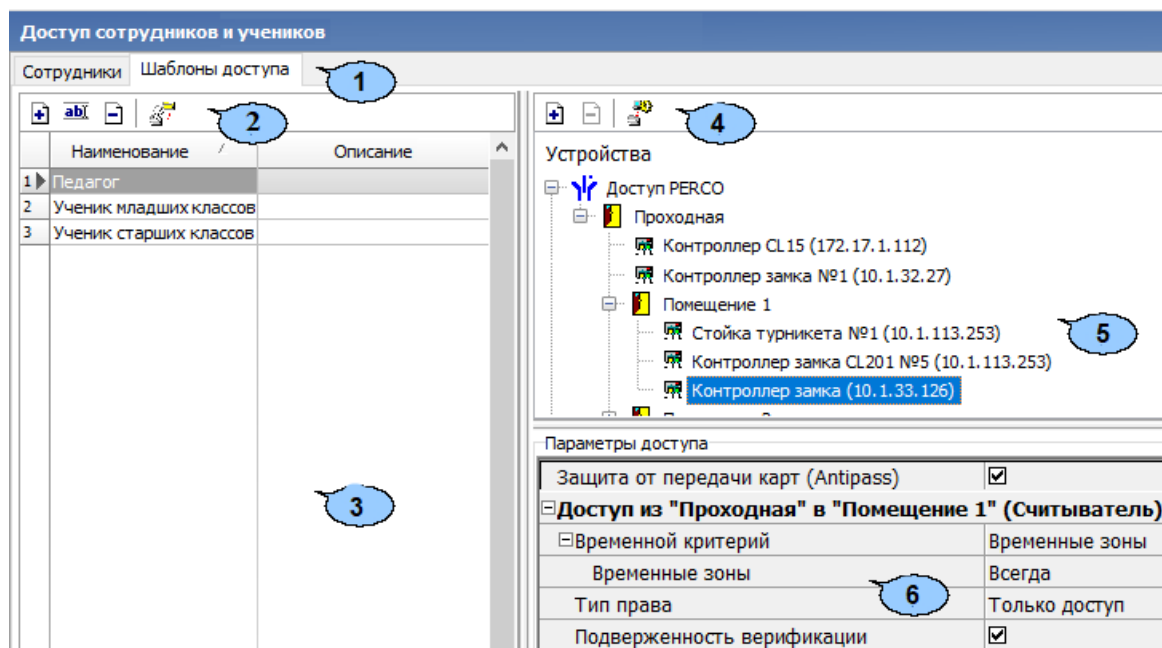 Доступ сотрудников и учеников
Сотрудники Шаблоны доступа
1
abI
2
Наименование Описание
1 Педагог
2 Ученик младших классов
3 Ученик старших классов
3
4
Устройства
Доступ PERCO
Проходная
Контроллер CL15 (172.17.1.112)
Контроллер замка №1 (10.1.32.27)
Помещение 1
Стойка турникета №1 (10.1.113.253)
Контроллер замка CL201 №5 (10.1.113.253)
Контроллер замка (10.1.33.126)
5
Параметры доступа
Защита от передачи карт (Antipass)
Доступ из "Проходная" в "Помещение 1" (Считыватель)
Временной критерий Временные зоны
Временные зоны Всегда
Тип права Только доступ
6
Подверженность верификации